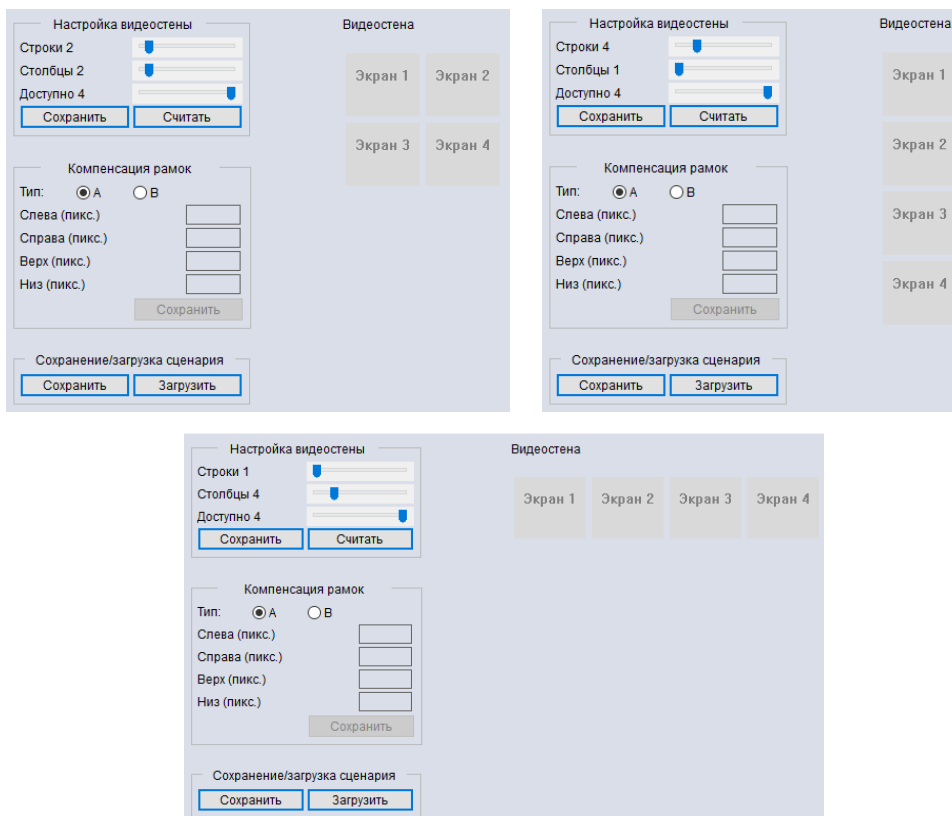 Настройка видеостены
Строки 2
Столбцы 2
Доступно 4
Сохранить Считать
Компенсация рамок
Тип: A B
Слева (пикс.)
Справа (пикс.)
Верх (пикс.)
Низ (пикс.)
Сохранить
Сохранение/загрузка сценария
Сохранить Загрузить
Видеостена
Экран 1 Экран 2
Экран 3 Экран 4
Настройка видеостены
Строки 4
Столбцы 1
Доступно 4
Сохранить Считать
Компенсация рамок
Тип: A B
Слева (пикс.)
Справа (пикс.)
Верх (пикс.)
Низ (пикс.)
Сохранить
Сохранение/загрузка сценария
Сохранить Загрузить
Видеостена
Экран 1
Экран 2
Экран 3
Экран 4
Настройка видеостены
Строки 1
Столбцы 4
Доступно 4
Сохранить Считать
Компенсация рамок
Тип: A B
Слева (пикс.)
Справа (пикс.)
Верх (пикс.)
Низ (пикс.)
Сохранить
Сохранение/загрузка сценария
Сохранить Загрузить
Видеостена
Экран 1 Экран 2 Экран 3 Экран 4